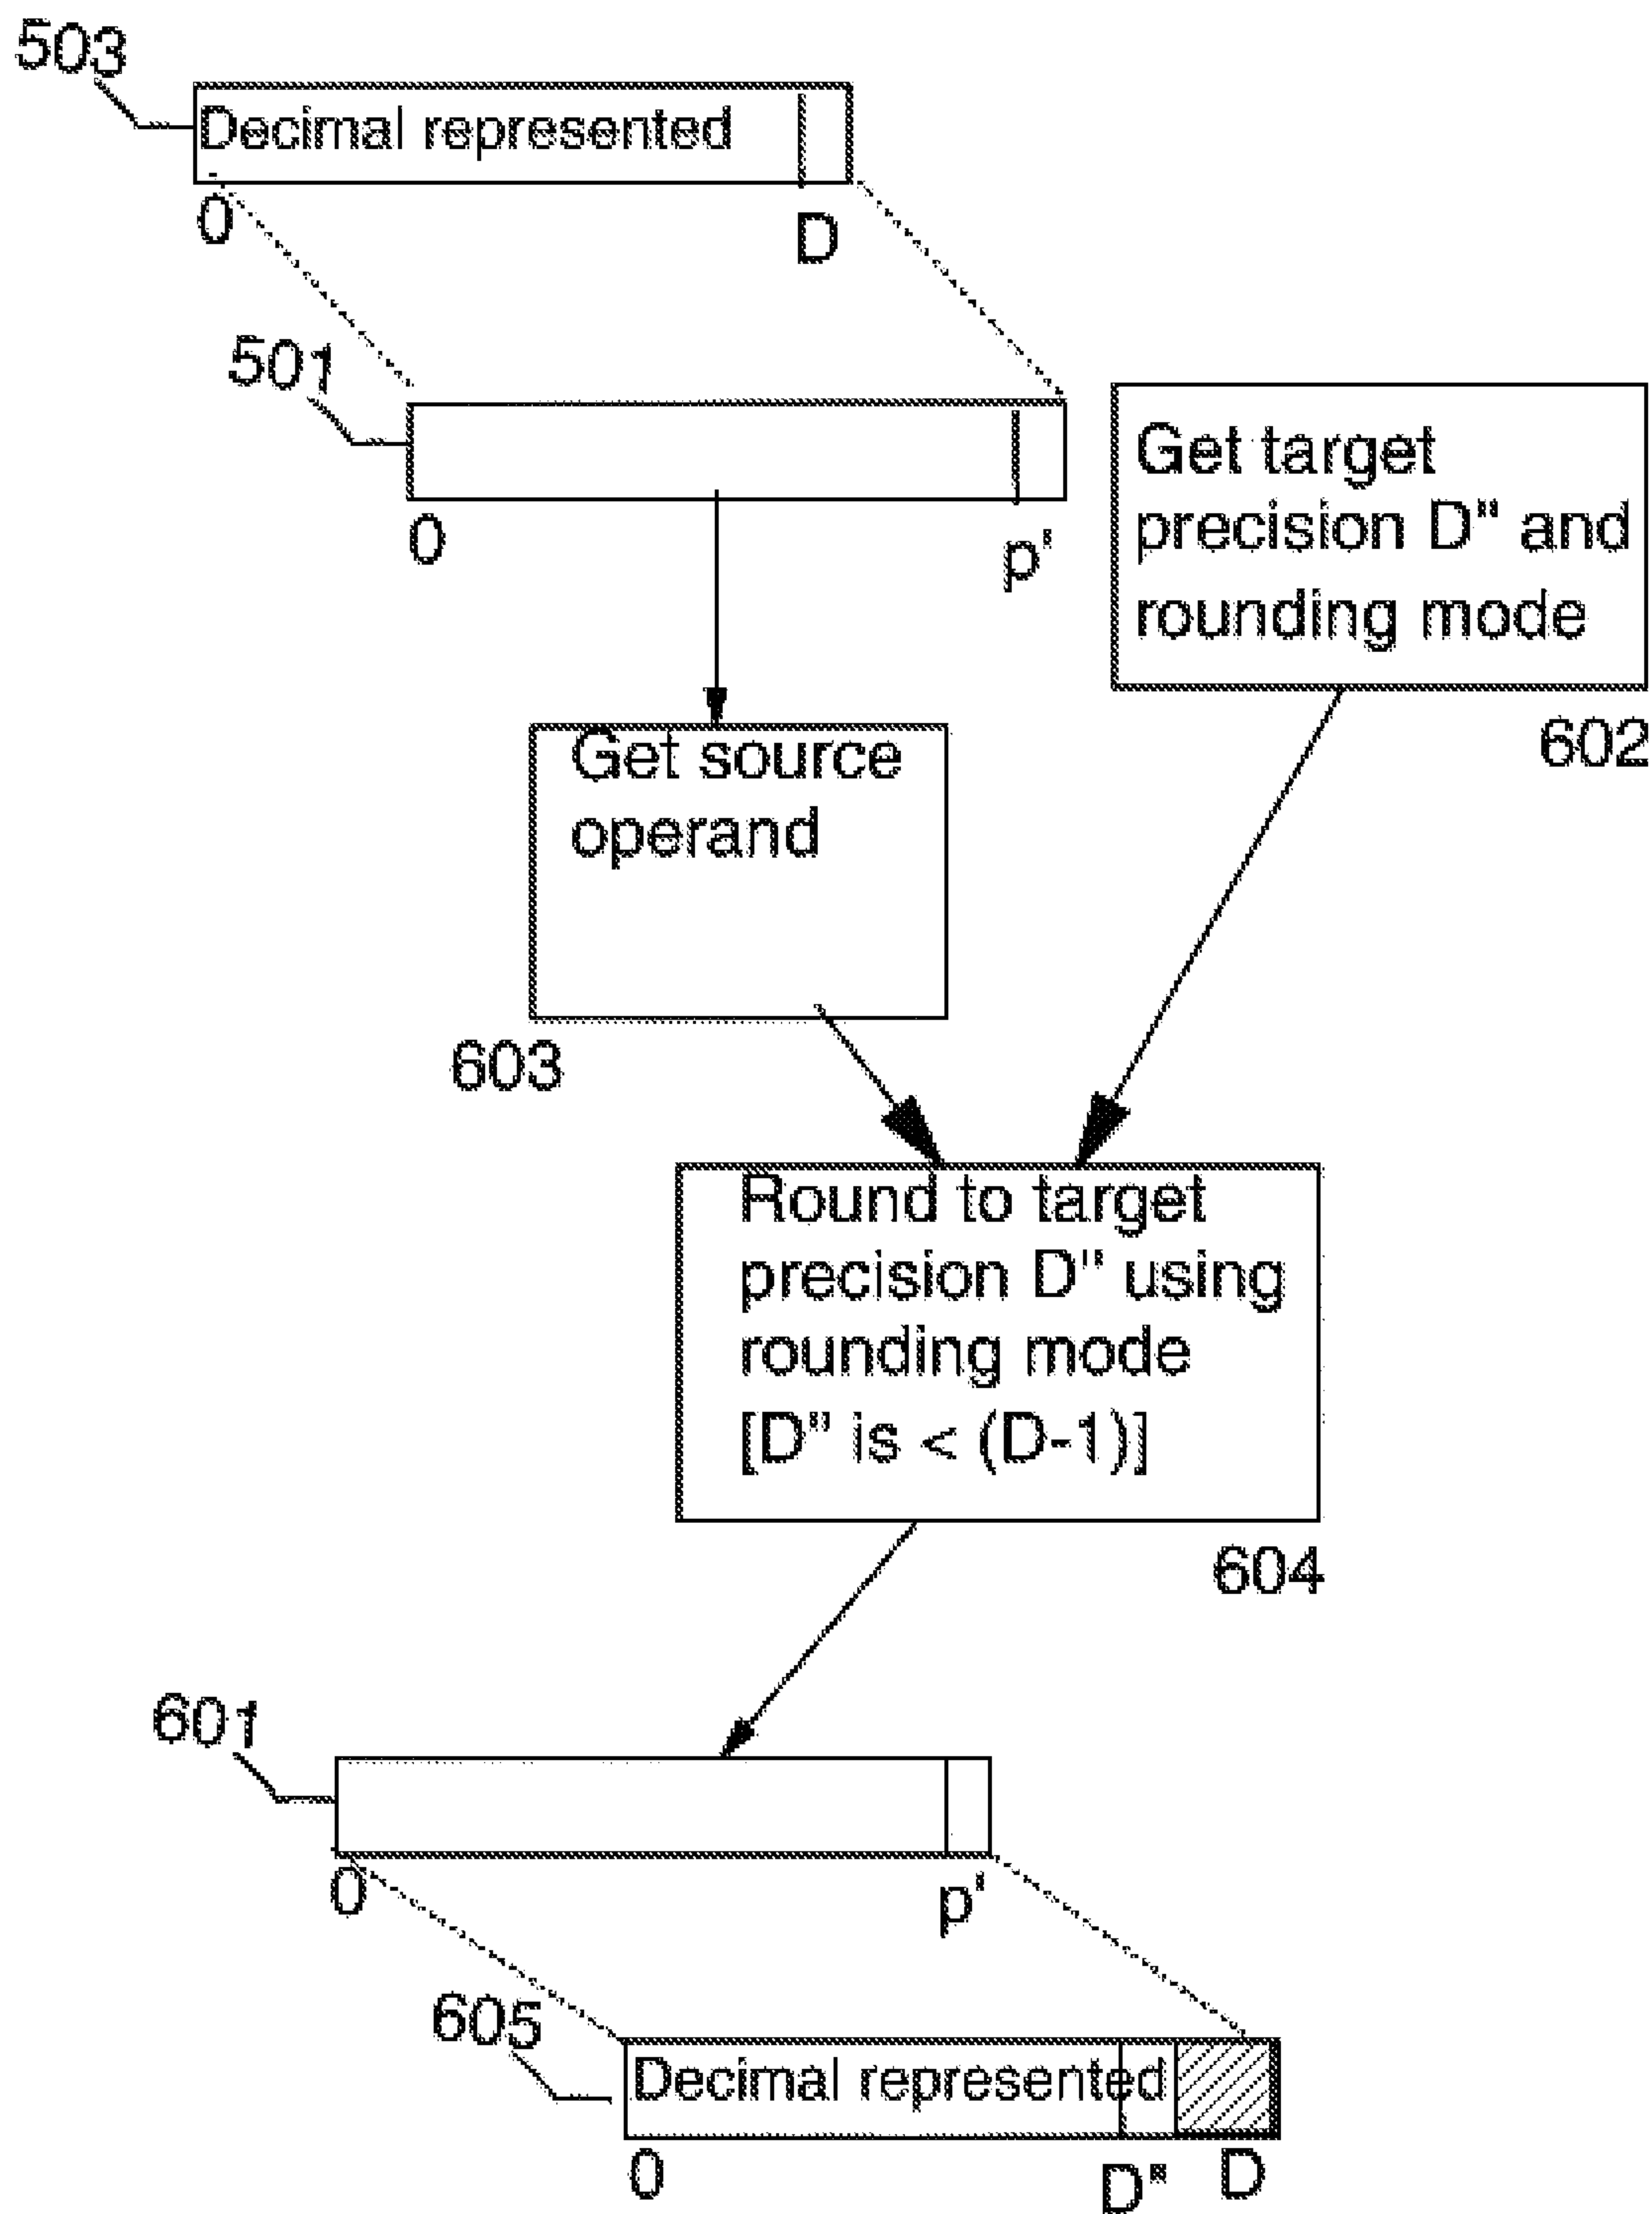 503
Decimal represented
0
D
501
0
p'
Get target
precision D" and
rounding mode
602
Get source
operand
603
Round to target
precision D" using
rounding mode
[D" is < (D-1)]
604
601
0
p'
605
Decimal represented
0
D"
D